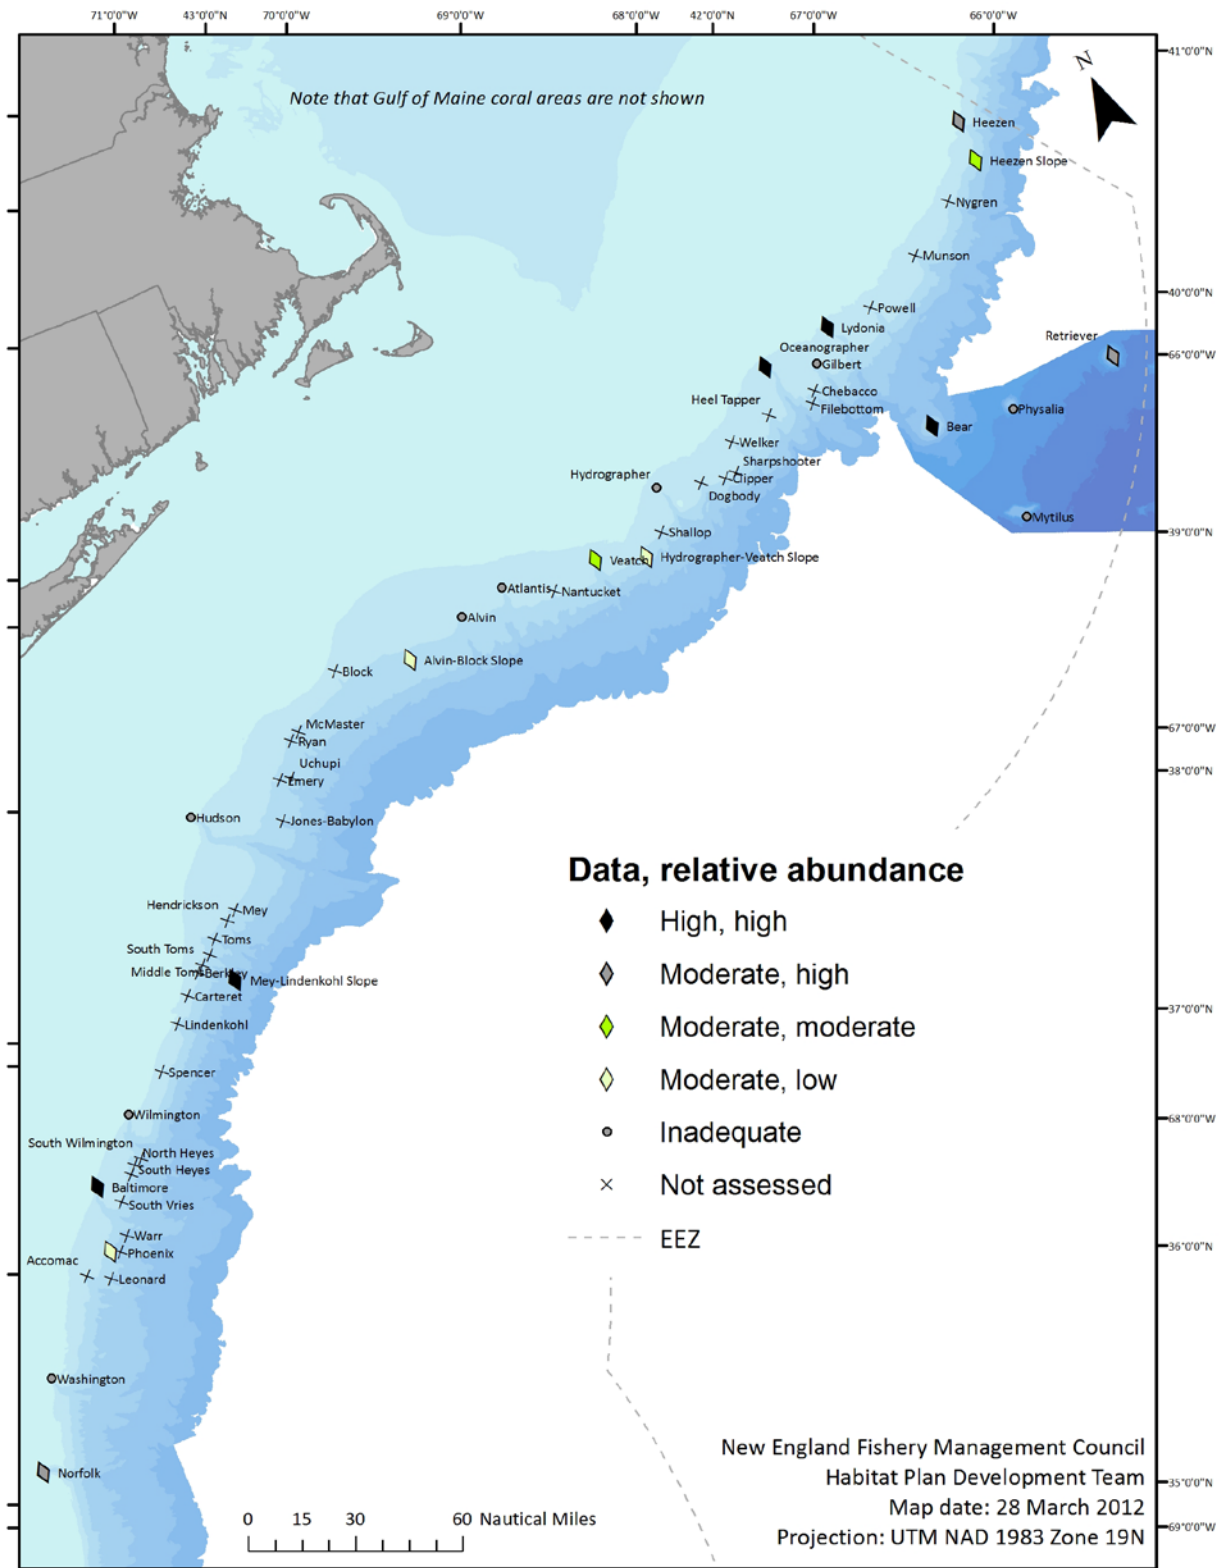 71°0'0"W
43°0'0"W
70°0'0"W
69°0'0"W
68°0'0"W
42°0'0"W
67°0'0"W
66°0'0"W
41°0'0"N
N
Note that Gulf of Maine coral areas are not shown
Heezen
Heezen Slope
Nygren
Munson
40°0'0"N
Powell
Lydonia
Retriever
Oceanographer
66°0'0"W
Gilbert
Chebacco
Heel Tapper
Filebottom
Physalia
Bear
Welker
Sharpshooter
Hydrographer
Clipper
Dogbody
Mytilus
Shallop
39°0'0"N
Veatch
Hydrographer-Veatch Slope
Atlantis
Nantucket
Alvin
Alvin-Block Slope
Block
McMaster
67°0'0"W
Ryan
Uchupi
38°0'0"N
Emery
Hudson
Jones-Babylon
Data, relative abundance
High, high
Moderate, high
Moderate, moderate
Moderate, low
Inadequate
Not assessed
EEZ
Hendrickson
Mey
Toms
South Toms
Middle Toms
Berkley
Mey-Lindenkohl Slope
Carteret
37°0'0"N
Lindenkohl
Spencer
Wilmington
68°0'0"W
South Wilmington
North Heyes
South Heyes
Baltimore
South Vries
Warr
36°0'0"N
Phoenix
Accomac
Leonard
Washington
Norfolk
New England Fishery Management Council
Habitat Plan Development Team
Map date: 28 March 2012
Projection: UTM NAD 1983 Zone 19N
35°0'0"N
69°0'0"W
0 15 30 60 Nautical Miles